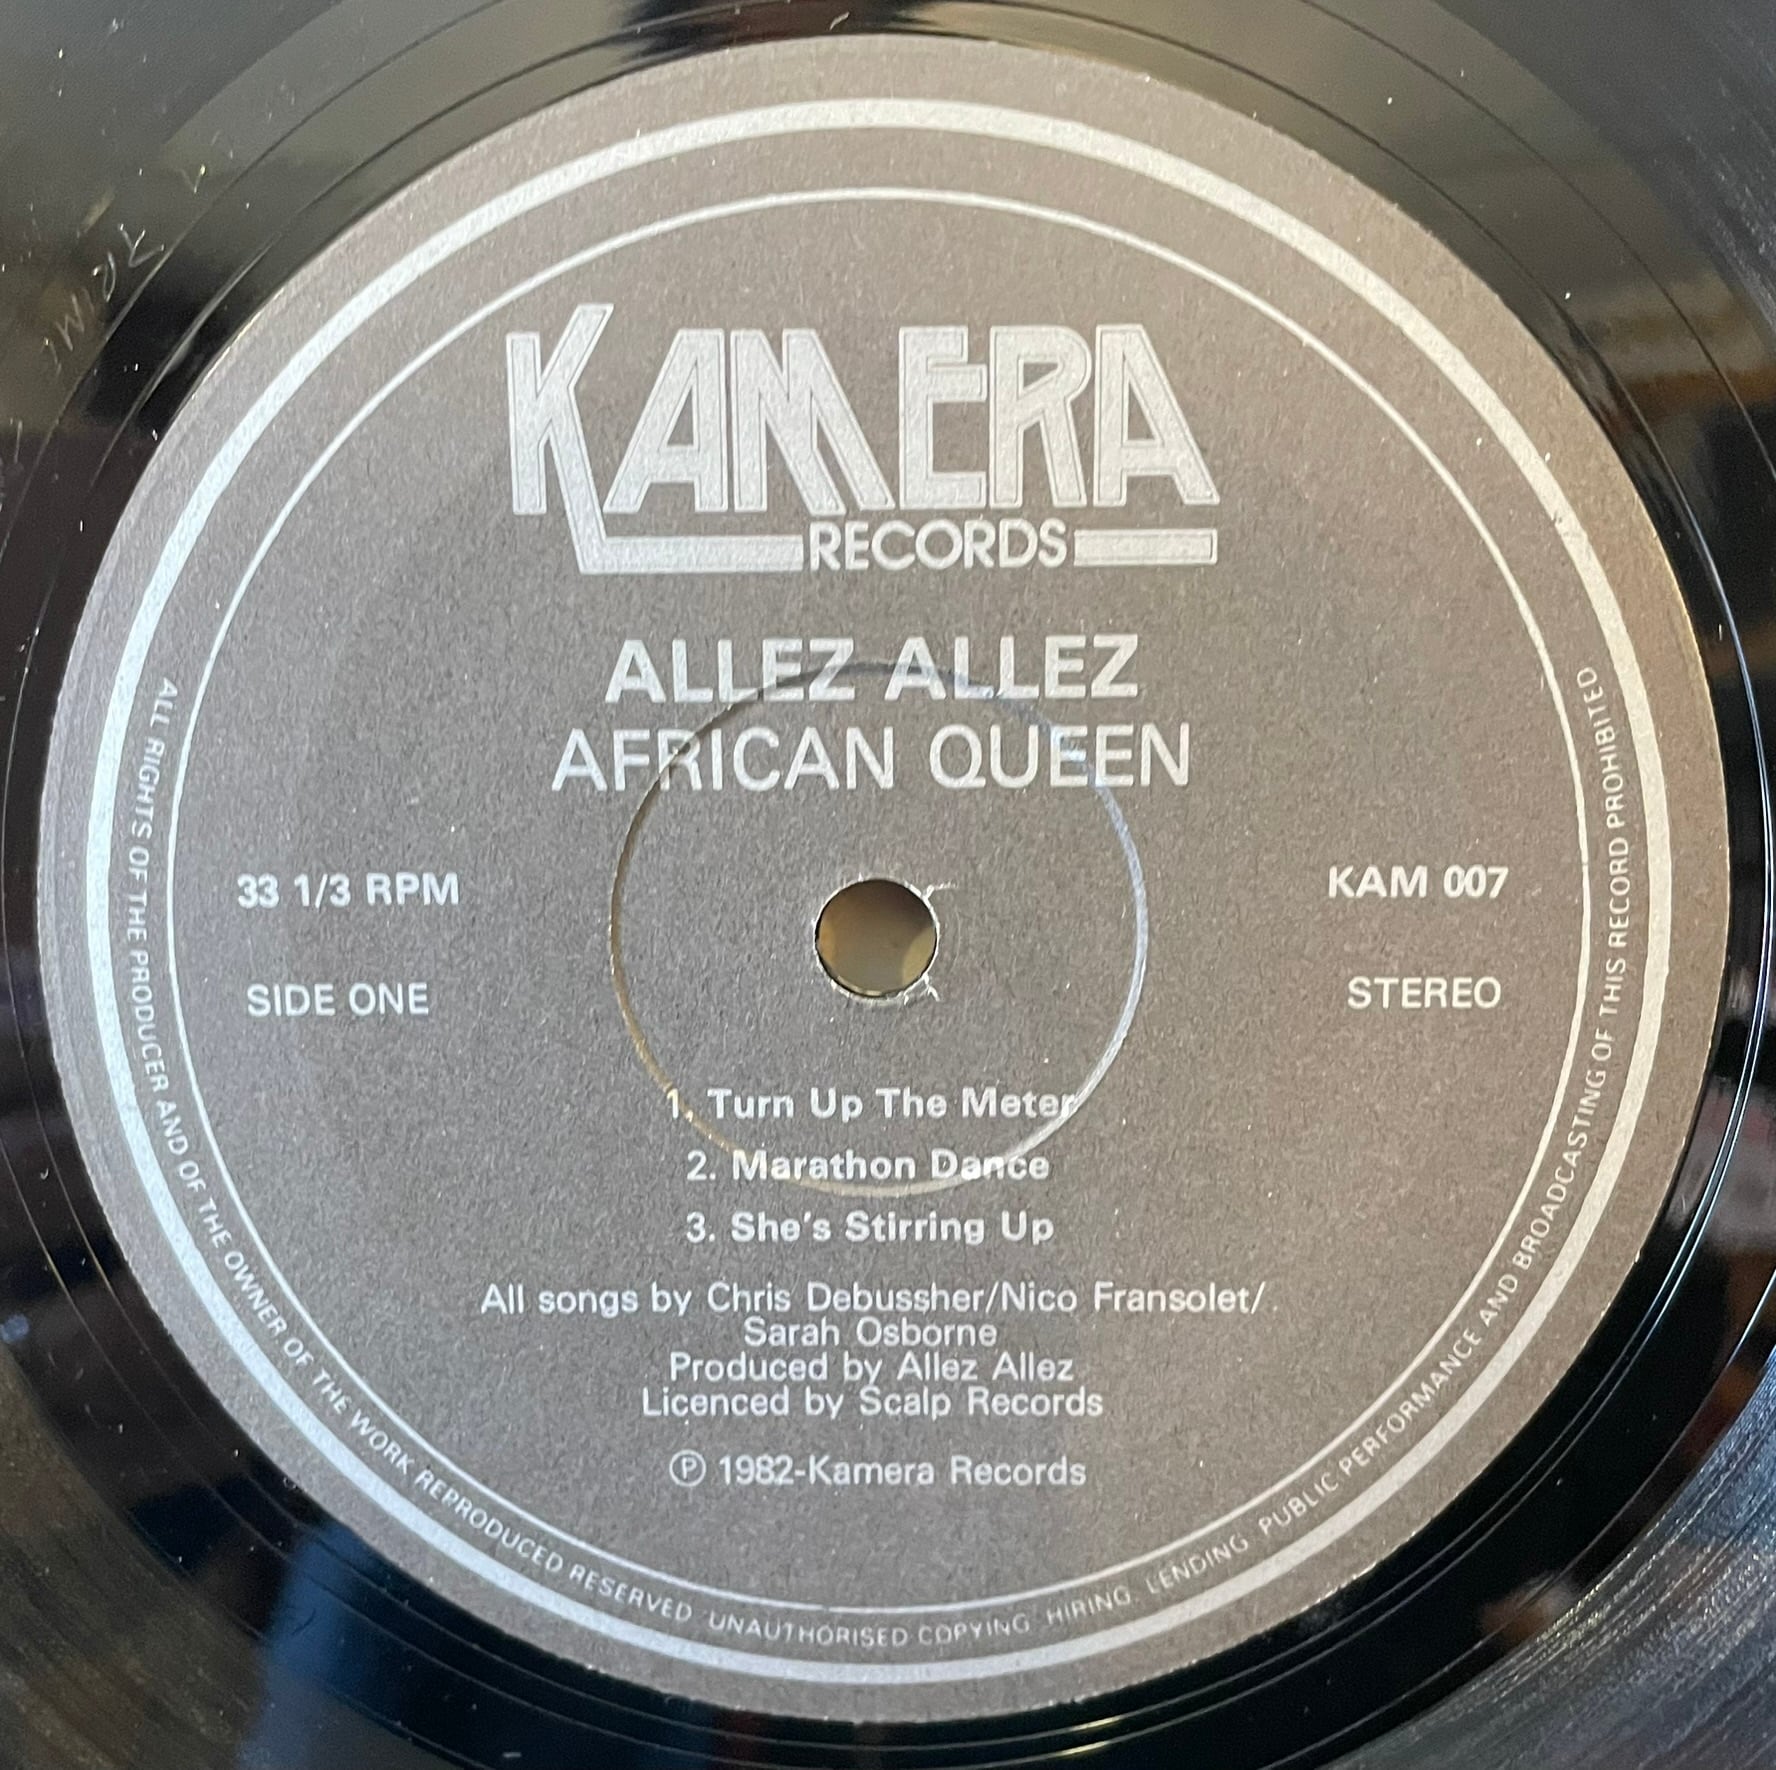 KAMERA
RECORDS
ALLEZ ALLEZ
AFRICAN QUEEN
33 1/3 RPM
KAM 007
SIDE ONE
STEREO
1. Turn Up The Meter
2. Marathon Dance
3. She's Stirring Up
All songs by Chris Debussher/Nico Fransolet/
Sarah Osborne
Produced by Allez Allez
Licenced by Scalp Records
℗ 1982-Kamera Records
ALL RIGHTS OF THE PRODUCER AND OF THE OWNER OF THE WORK REPRODUCED RESERVED UNAUTHORISED COPYING HIRING. LENDING PUBLIC PERFORMANCE AND BROADCASTING OF THIS RECORD PROHIBITED